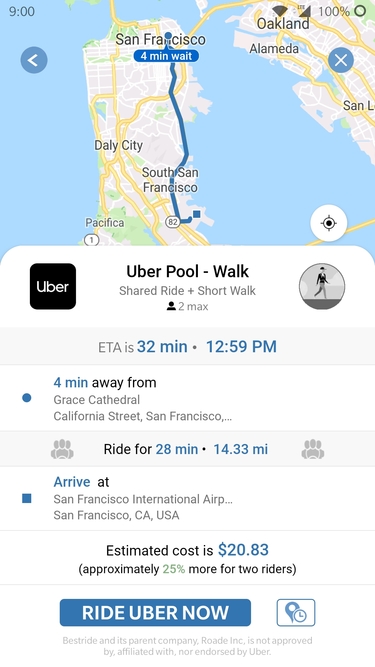 9:00
LTE
100%
San Francisco
Oakland
Alameda
4 min wait
San L
Daly City
South San
Francisco
Pacifica
82
1
Uber
Uber Pool - Walk
Shared Ride + Short Walk
2 max
ETA is 32 min • 12:59 PM
4 min away from
Grace Cathedral
California Street, San Francisco,...
Ride for 28 min • 14.33 mi
Arrive at
San Francisco International Airp...
San Francisco, CA, USA
Estimated cost is $20.83
(approximately 25% more for two riders)
RIDE UBER NOW
Bestride and its parent company, Roade Inc, is not approved
by, affiliated with, nor endorsed by Uber.